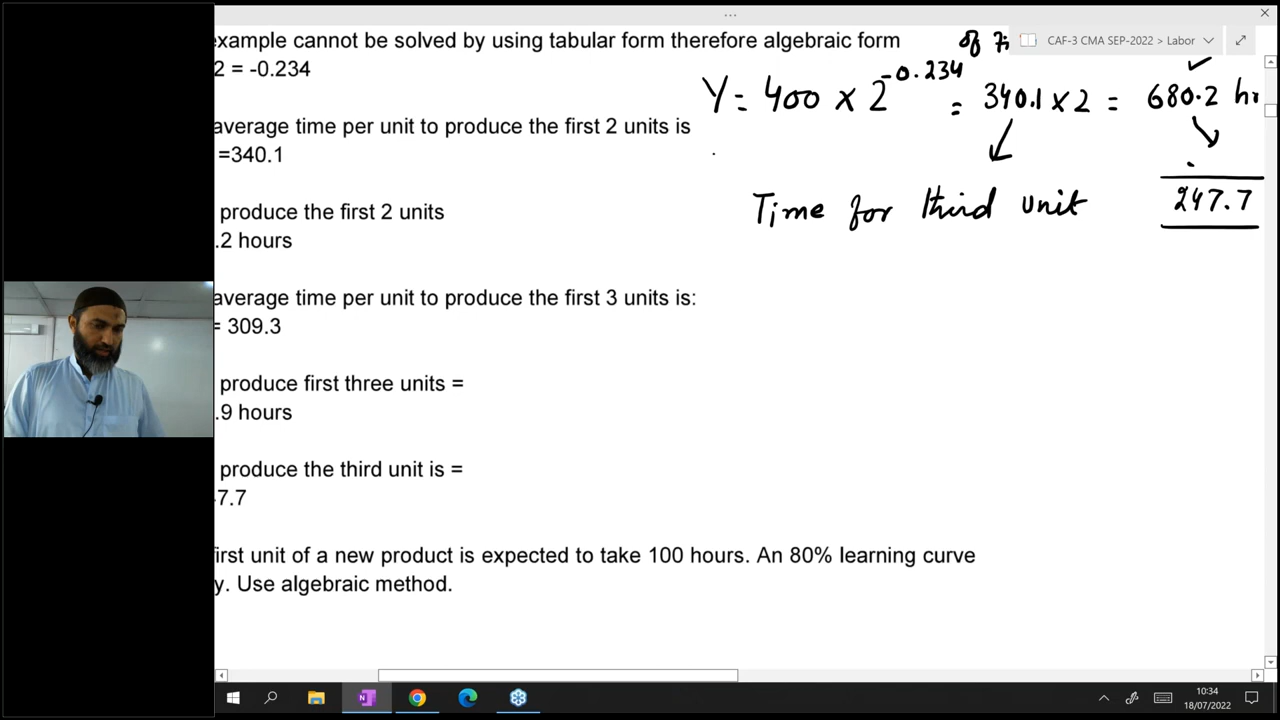 example cannot be solved by using tabular form therefore algebraic form
2 = -0.234
average time per unit to produce the first 2 units is
=340.1
produce the first 2 units
.2 hours
average time per unit to produce the first 3 units is:
= 309.3
produce first three units =
.9 hours
produce the third unit is =
7.7
first unit of a new product is expected to take 100 hours. An 80% learning curve
y. Use algebraic method.
of
CAF-3 CMA SEP-2022 > Labor
Y = 400 × 2^-0.234 = 340.1 × 2 = 680.2 hr
Time for third unit 247.7
10:34
18/07/2022